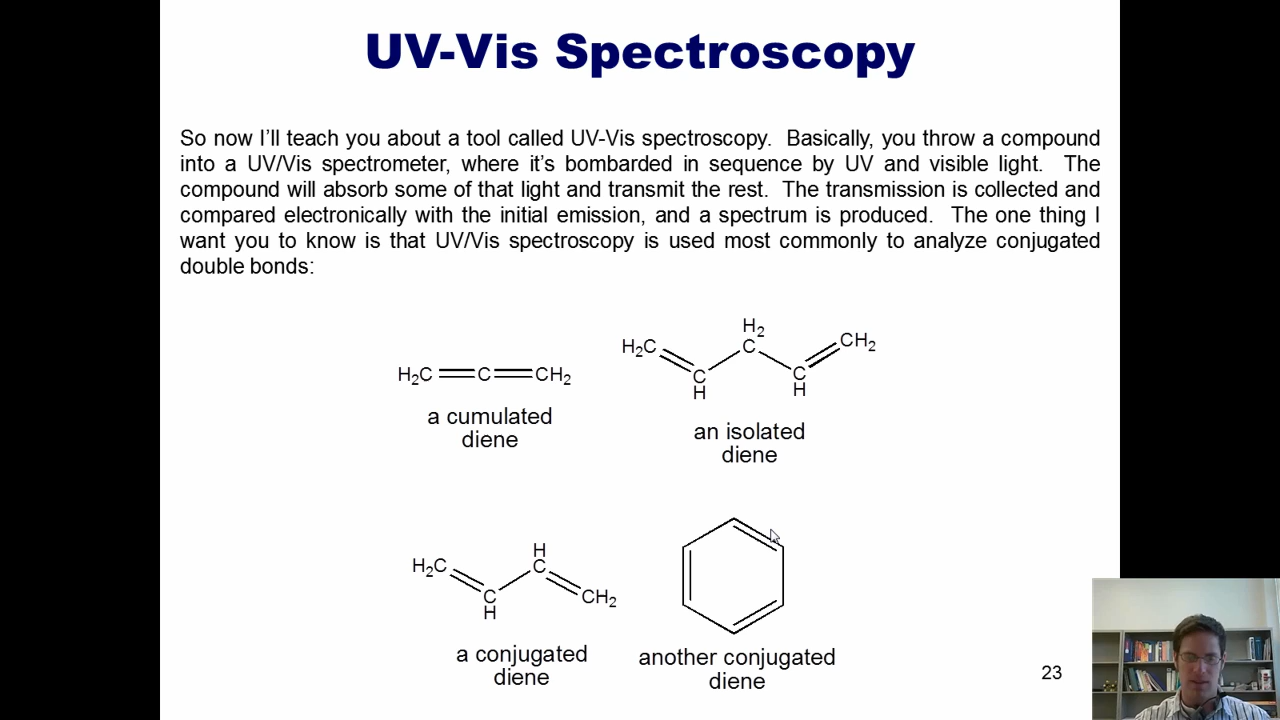 UV-Vis Spectroscopy
So now I'll teach you about a tool called UV-Vis spectroscopy. Basically, you throw a compound
into a UV/Vis spectrometer, where it's bombarded in sequence by UV and visible light. The
compound will absorb some of that light and transmit the rest. The transmission is collected and
compared electronically with the initial emission, and a spectrum is produced. The one thing I
want you to know is that UV/Vis spectroscopy is used most commonly to analyze conjugated
double bonds:
H₂C C CH₂
a cumulated
diene
H₂
H₂C C CH₂
C C
H H
an isolated
diene
H
H₂C C
C CH₂
H
a conjugated
diene
another conjugated
diene
23